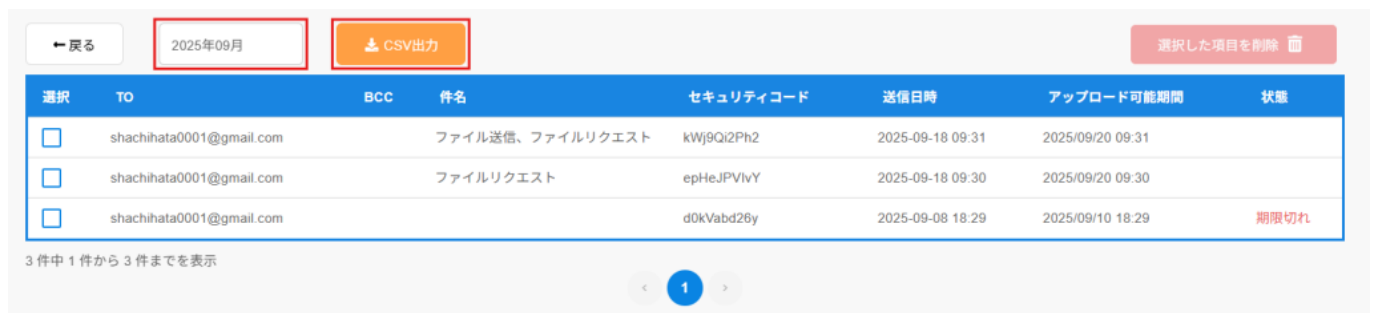 ←戻る 2025年09月 CSV出力 選択した項目を削除
選択 TO BCC 件名 セキュリティコード 送信日時 アップロード可能期間 状態
shachihata0001@gmail.com ファイル送信、ファイルリクエスト kWj9Qi2Ph2 2025-09-18 09:31 2025/09/20 09:31
shachihata0001@gmail.com ファイルリクエスト epHeJPVIvY 2025-09-18 09:30 2025/09/20 09:30
shachihata0001@gmail.com d0kVabd26y 2025-09-08 18:29 2025/09/10 18:29 期限切れ
3 件中 1 件から 3 件までを表示
‹ 1 ›